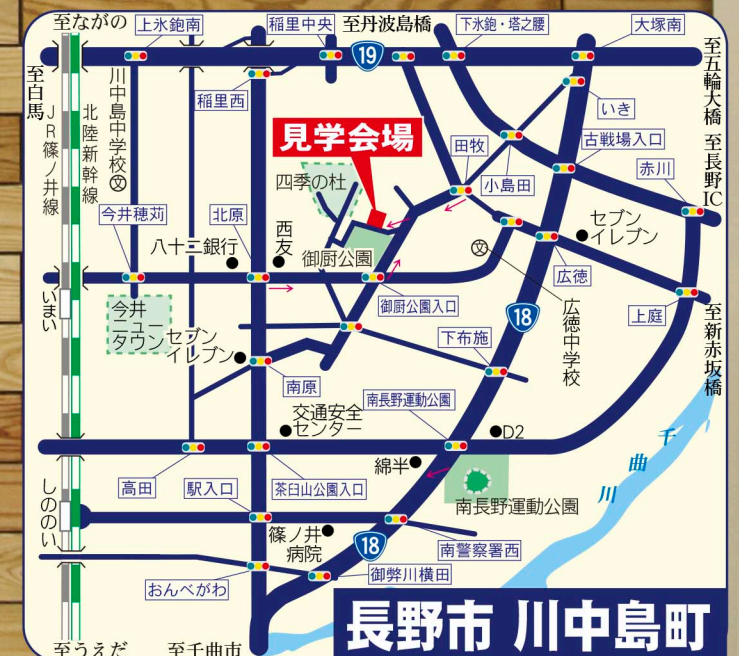 至ながの
上氷鉋南
稲里中央
至丹波島橋
下氷鉋・塔之腰
大塚南
19
至白馬
至五輪大橋
稲里西
いき
JR篠ノ井線
北陸新幹線
川中島中学校
文
見学会場
田牧
古戦場入口
至長野IC
四季の杜
小島田
赤川
今井穂苅
北原
西友
八十二銀行
御厨公園
文
セブン
イレブン
広徳
いまい
御厨公園入口
上庭
今井
ニュー
タウン
セブン
イレブン
18
広徳中学校
至新赤坂橋
下布施
南原
南長野運動公園
交通安全
センター
D2
千曲川
綿半
高田
駅入口
茶臼山公園入口
しののい
南長野運動公園
篠ノ井
病院
18
南警察署西
おんべがわ
御幣川横田
至うえだ
至千曲市
長野市 川中島町